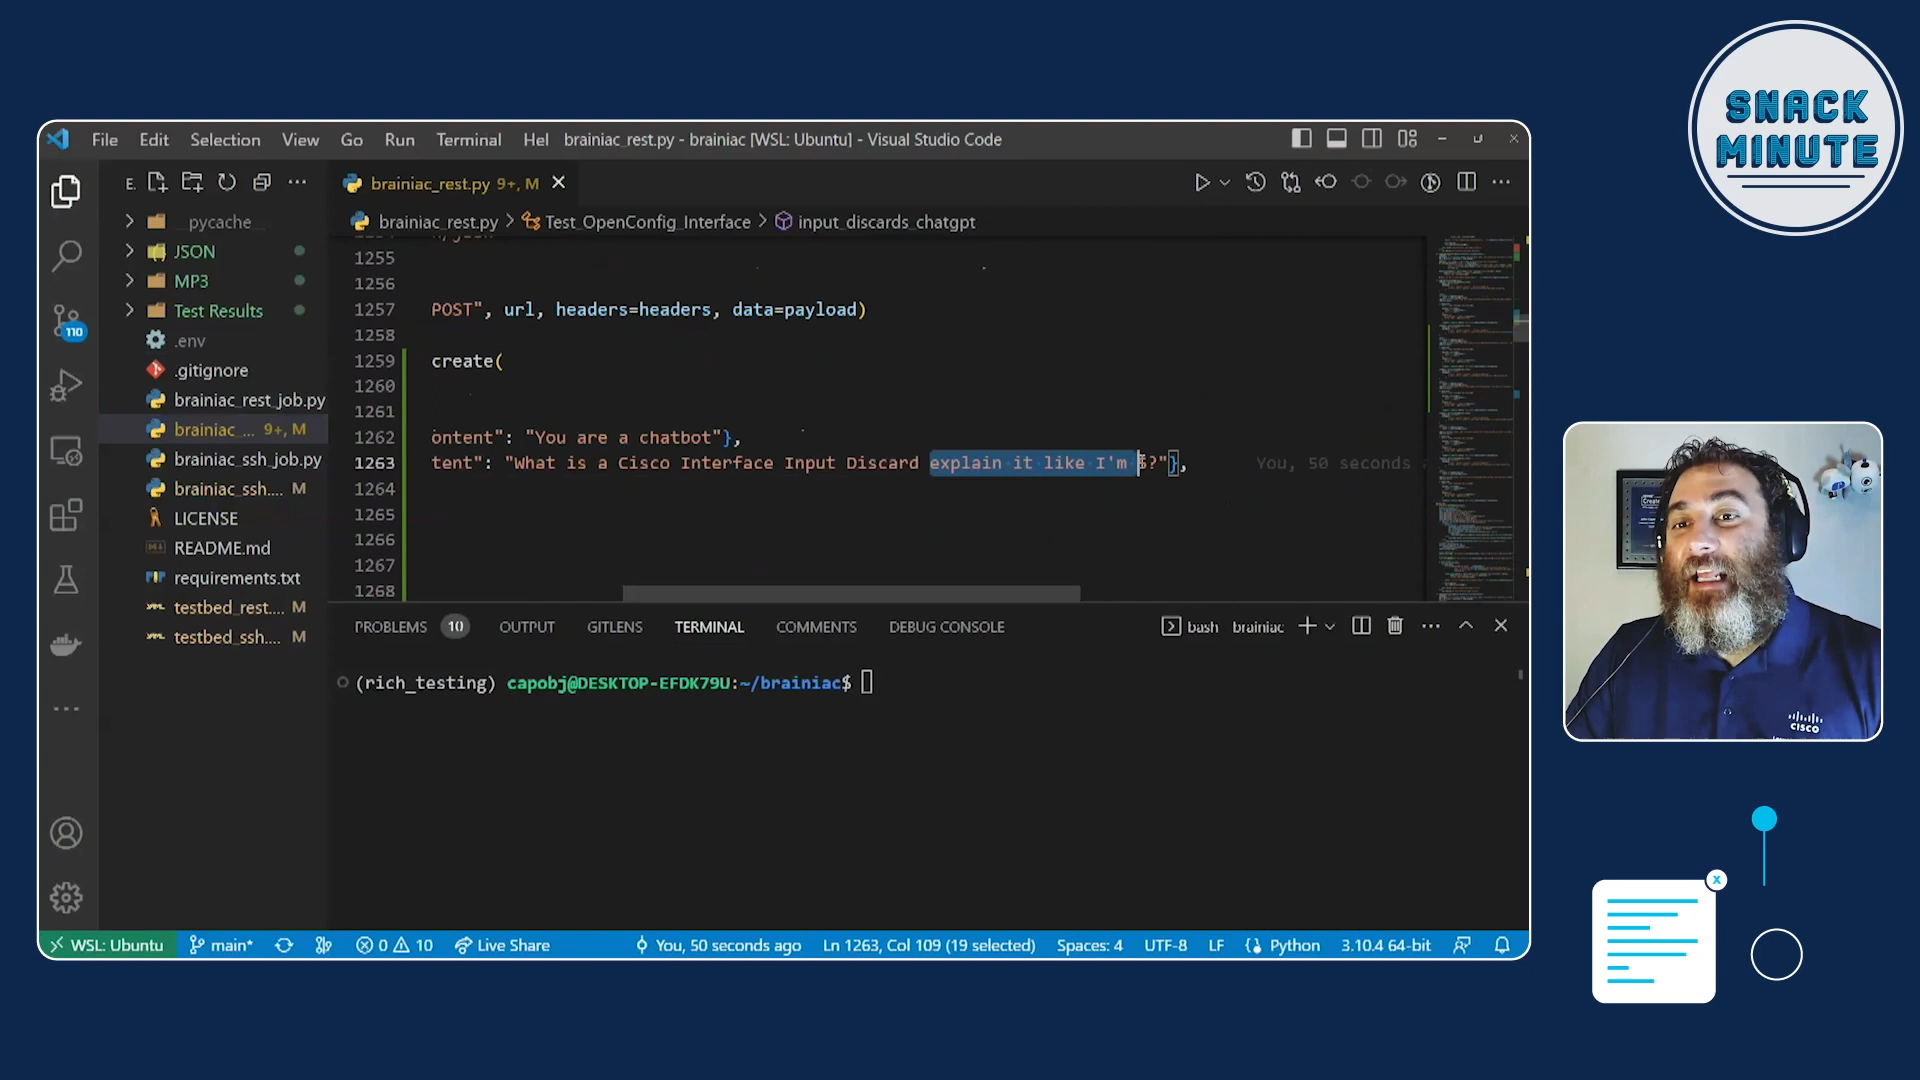 SNACK
MINUTE
File Edit Selection View Go Run Terminal Hel brainiac_rest.py - brainiac [WSL: Ubuntu] - Visual Studio Code
E.
brainiac_rest.py 9+, M
__pycache__
brainiac_rest.py > Test_OpenConfig_Interface > input_discards_chatgpt
JSON
MP3
Test Results
.env
.gitignore
brainiac_rest_job.py
brainiac_... 9+, M
brainiac_ssh_job.py
brainiac_ssh.... M
LICENSE
README.md
requirements.txt
testbed_rest.... M
testbed_ssh.... M
110
1255
1256
1257 POST", url, headers=headers, data=payload)
1258
1259 create(
1260
1261
1262 ontent": "You are a chatbot"},
1263 tent": "What is a Cisco Interface Input Discard explain it like I'm ?"}, You, 50 seconds
1264
1265
1266
1267
1268
PROBLEMS 10 OUTPUT GITLENS TERMINAL COMMENTS DEBUG CONSOLE bash brainiac
(rich_testing) capobj@DESKTOP-EFDK79U:~/brainiac$
WSL: Ubuntu main* 0 10 Live Share You, 50 seconds ago Ln 1263, Col 109 (19 selected) Spaces: 4 UTF-8 LF Python 3.10.4 64-bit
CISCO
x